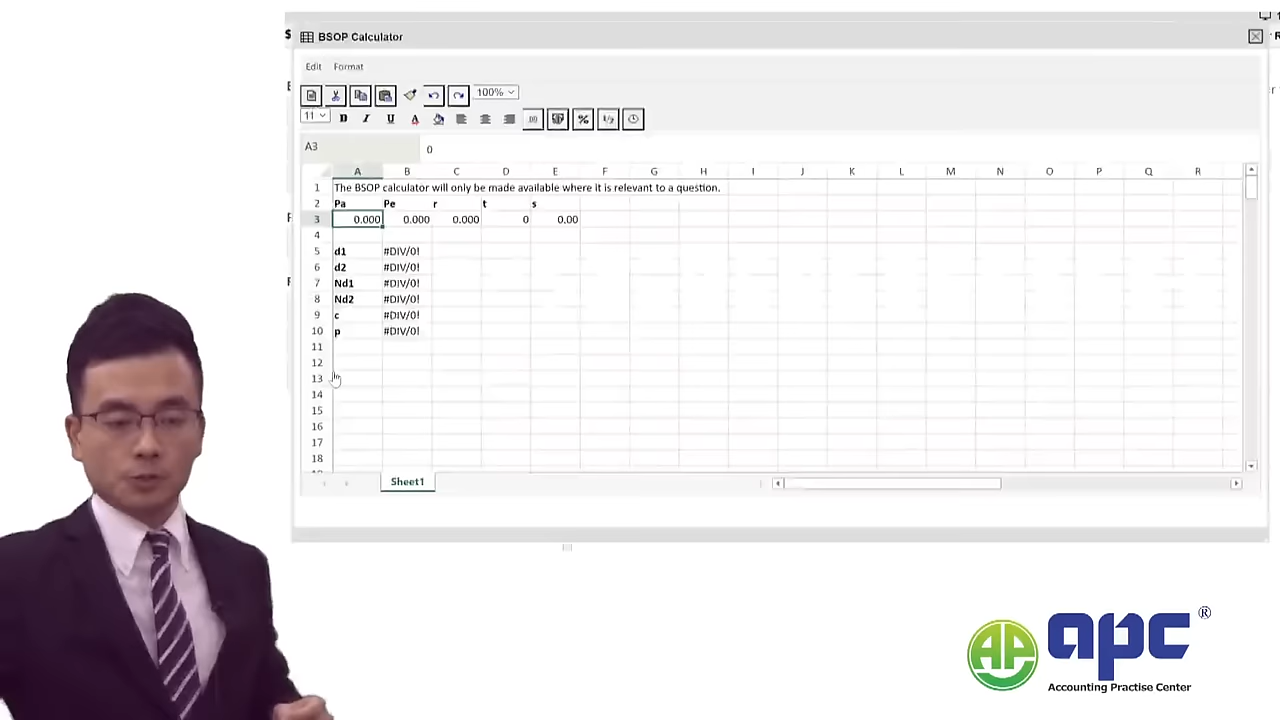 BSOP Calculator
Edit Format
100%
11 B I U A % ½
A3 0
A B C D E F G H I J K L M N O P Q R
1 The BSOP calculator will only be made available where it is relevant to a question.
2 Pa Pe r t s
3 0.000 0.000 0.000 0 0.00
4
5 d1 #DIV/0!
6 d2 #DIV/0!
7 Nd1 #DIV/0!
8 Nd2 #DIV/0!
9 c #DIV/0!
10 p #DIV/0!
11
12
13
14
15
16
17
18
Sheet1
apc ®
Accounting Practise Center